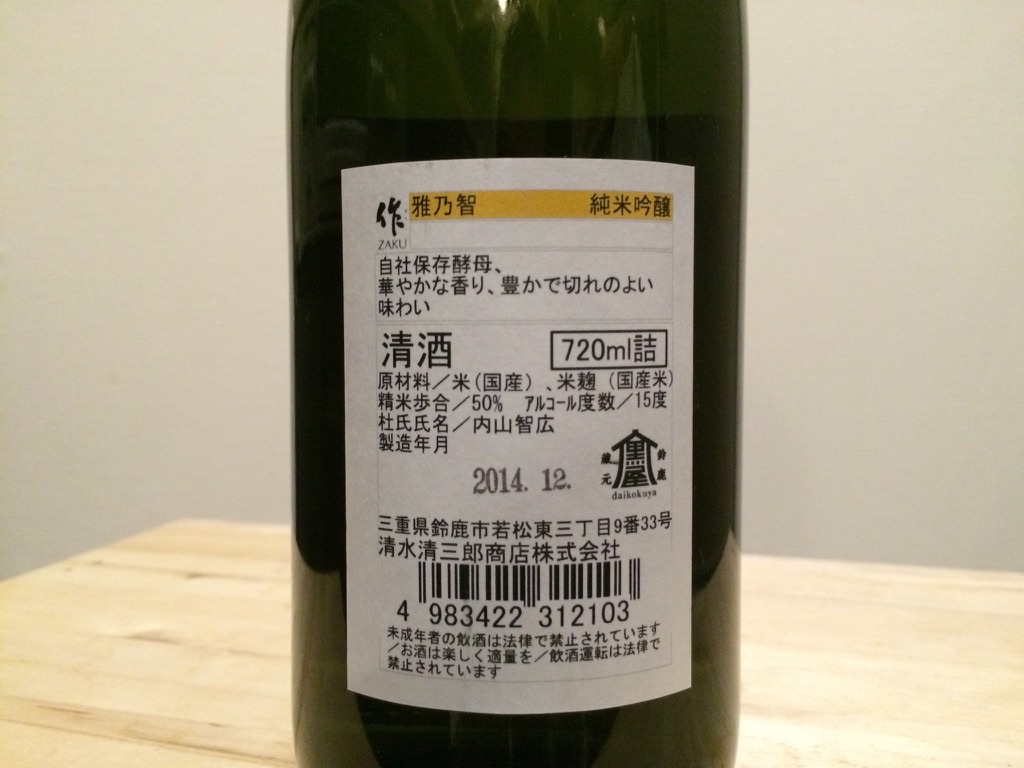 作 雅乃智 純米吟醸
ZAKU
自社保存酵母、
華やかな香り、豊かで切れのよい
味わい
清酒 720ml詰
原材料／米(国産)、米麹(国産米)
精米歩合／50% アルコール度数／15度
杜氏氏名／内山智広
製造年月
2014. 12.
蔵元 黒屋 鈴鹿
daikokuya
三重県鈴鹿市若松東三丁目9番33号
清水清三郎商店株式会社
4 983422 312103
未成年者の飲酒は法律で禁止されています
／お酒は楽しく適量を／飲酒運転は法律で
禁止されています